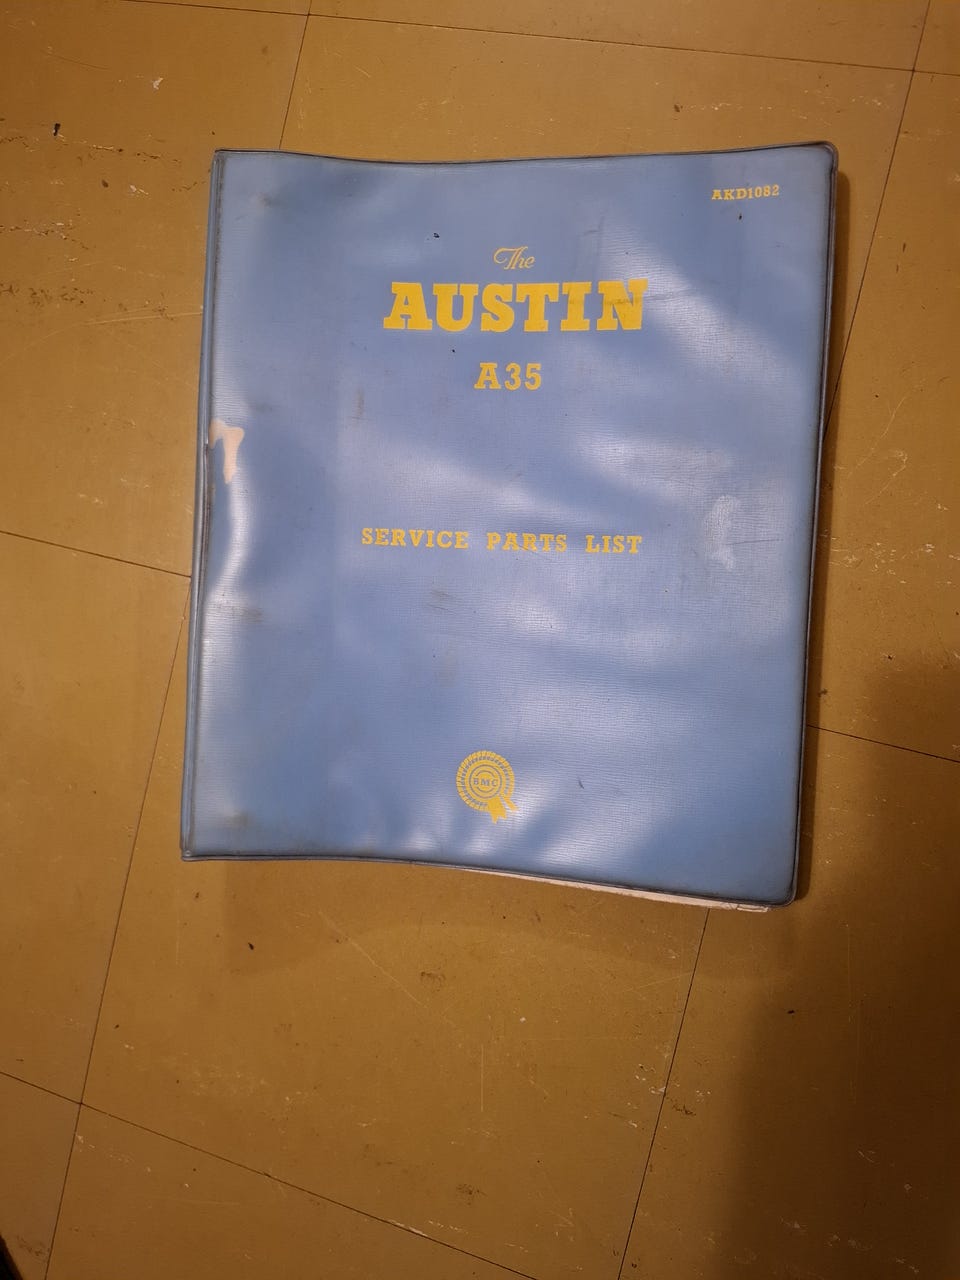 AKD1082
The
AUSTIN
A35
SERVICE PARTS LIST
BMC